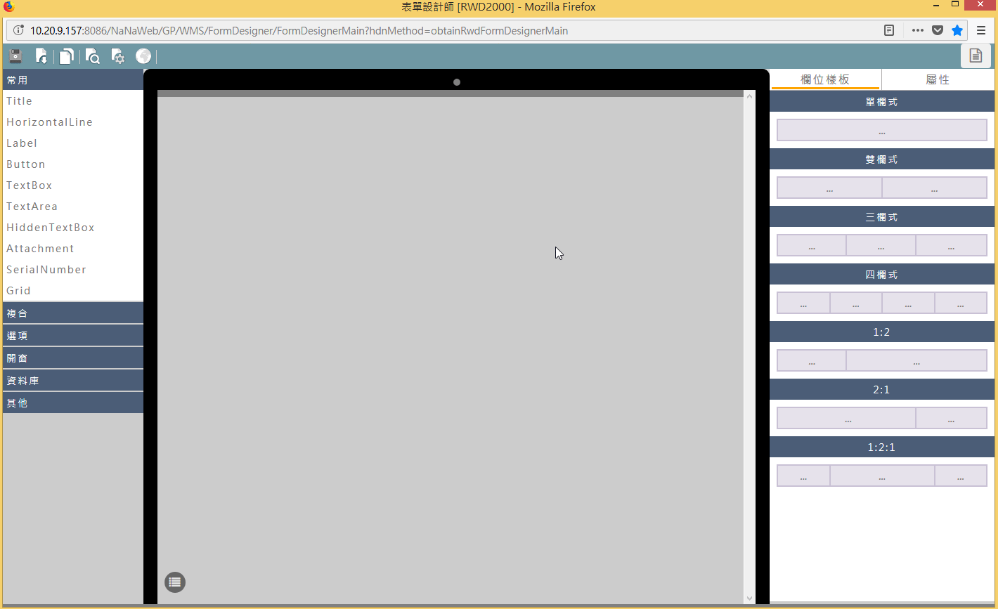 表單設計師 [RWD2000] - Mozilla Firefox
10.20.9.157:8086/NaNaWeb/GP/WMS/FormDesigner/FormDesignerMain?hdnMethod=obtainRwdFormDesignerMain
常用
Title
HorizontalLine
Label
Button
TextBox
TextArea
HiddenTextBox
Attachment
SerialNumber
Grid
複合
選項
開窗
資料庫
其他
欄位樣板 屬性
單欄式
...
雙欄式
... ...
三欄式
... ... ...
四欄式
... ... ... ...
1:2
... ...
2:1
... ...
1:2:1
... ... ...